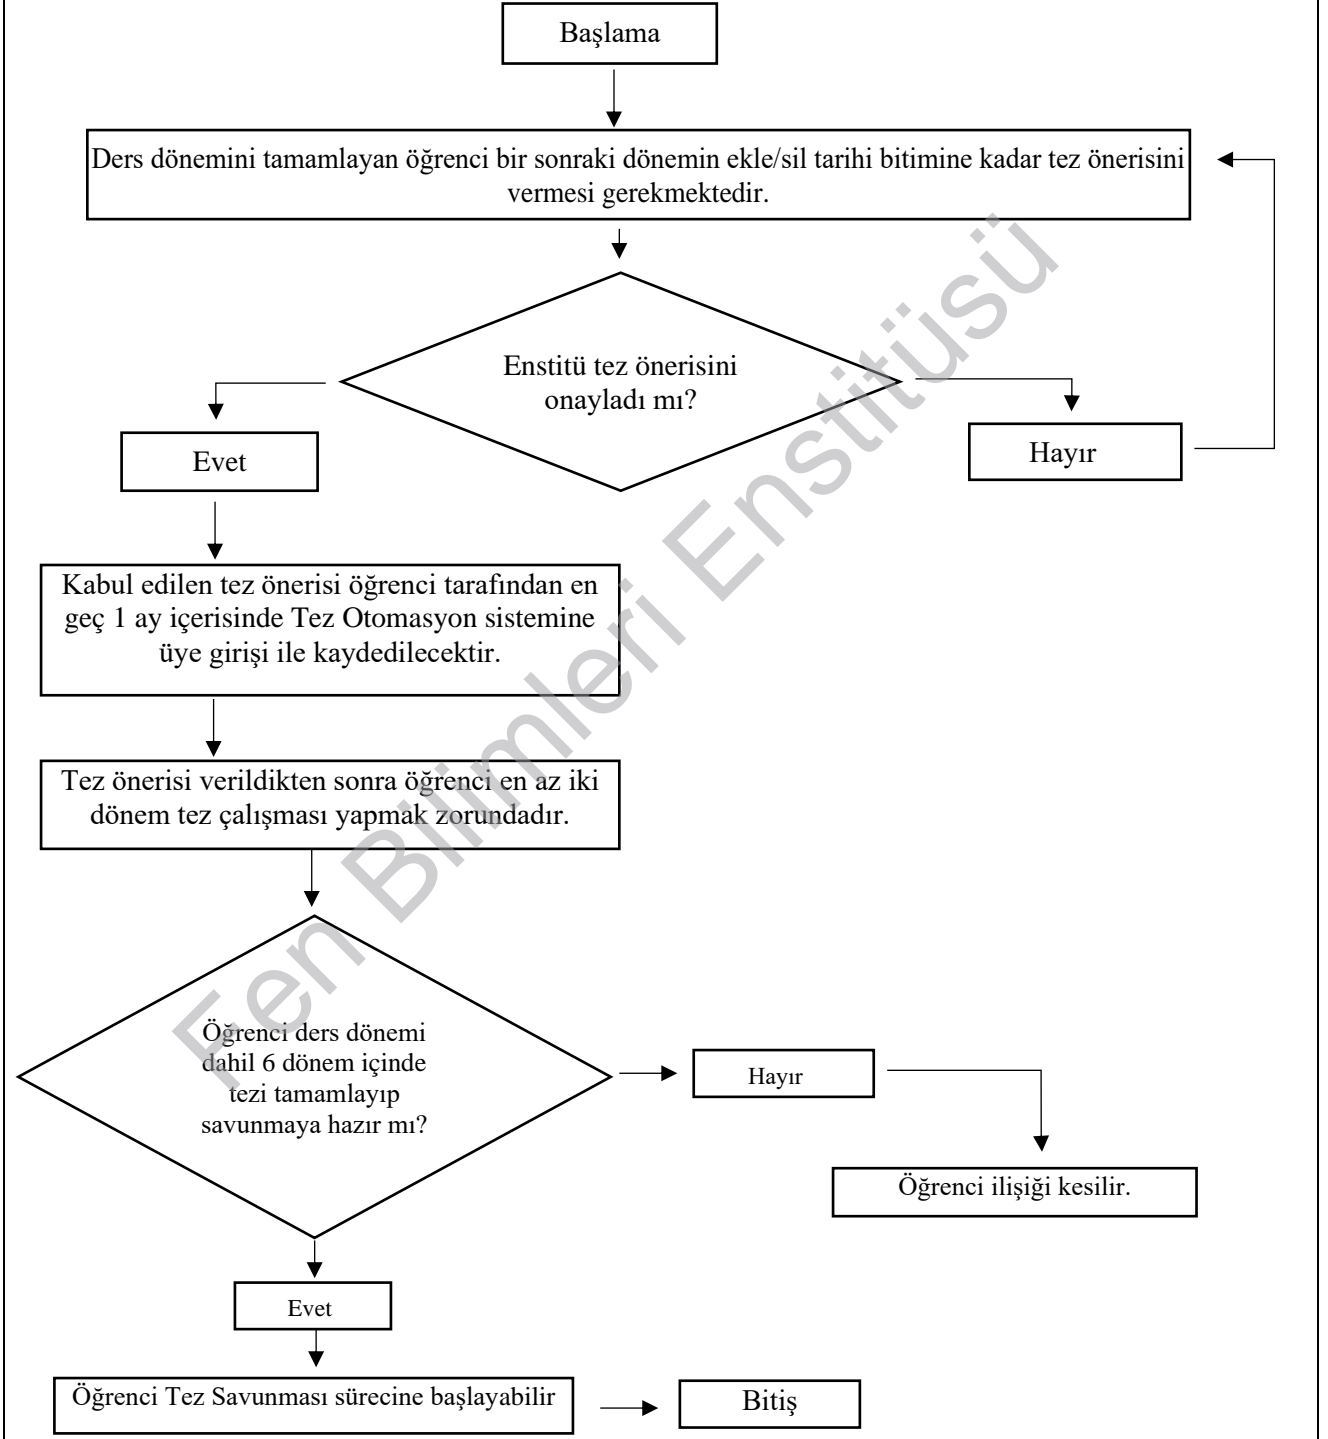 Başlama
Ders dönemini tamamlayan öğrenci bir sonraki dönemin ekle/sil tarihi bitimine kadar tez önerisini
vermesi gerekmektedir.
Enstitü tez önerisini
onayladı mı?
Evet
Hayır
Kabul edilen tez önerisi öğrenci tarafından en
geç 1 ay içerisinde Tez Otomasyon sistemine
üye girişi ile kaydedilecektir.
Tez önerisi verildikten sonra öğrenci en az iki
dönem tez çalışması yapmak zorundadır.
Öğrenci ders dönemi
dahil 6 dönem içinde
tezi tamamlayıp
savunmaya hazır mı?
Hayır
Öğrenci ilişiği kesilir.
Evet
Öğrenci Tez Savunması sürecine başlayabilir
Bitiş
Fen Bilimleri Enstitüsü